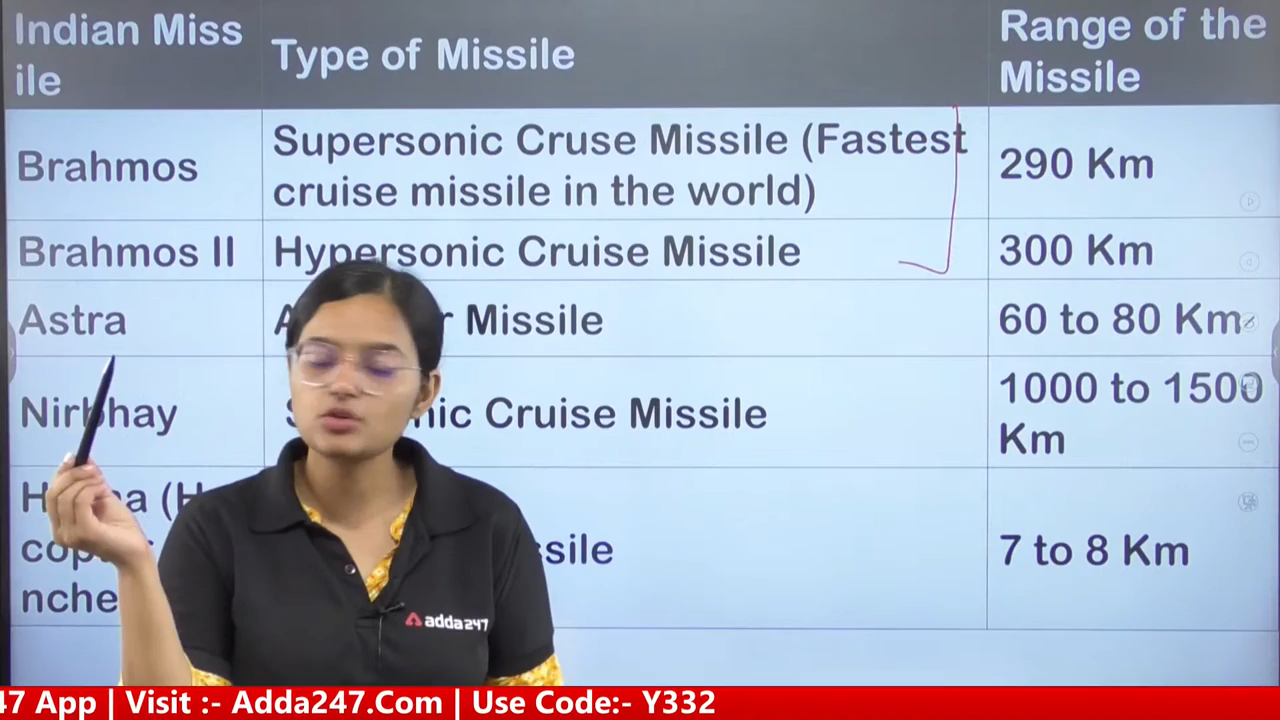 Indian Miss
ile
Type of Missile
Range of the
Missile
Brahmos
Supersonic Cruse Missile (Fastest
cruise missile in the world)
290 Km
Brahmos II
Hypersonic Cruise Missile
300 Km
Astra
Missile
60 to 80 Km
Nirbhay
Cruise Missile
1000 to 1500
Km
7 to 8 Km
adda247
47 App | Visit :- Adda247.Com | Use Code:- Y332